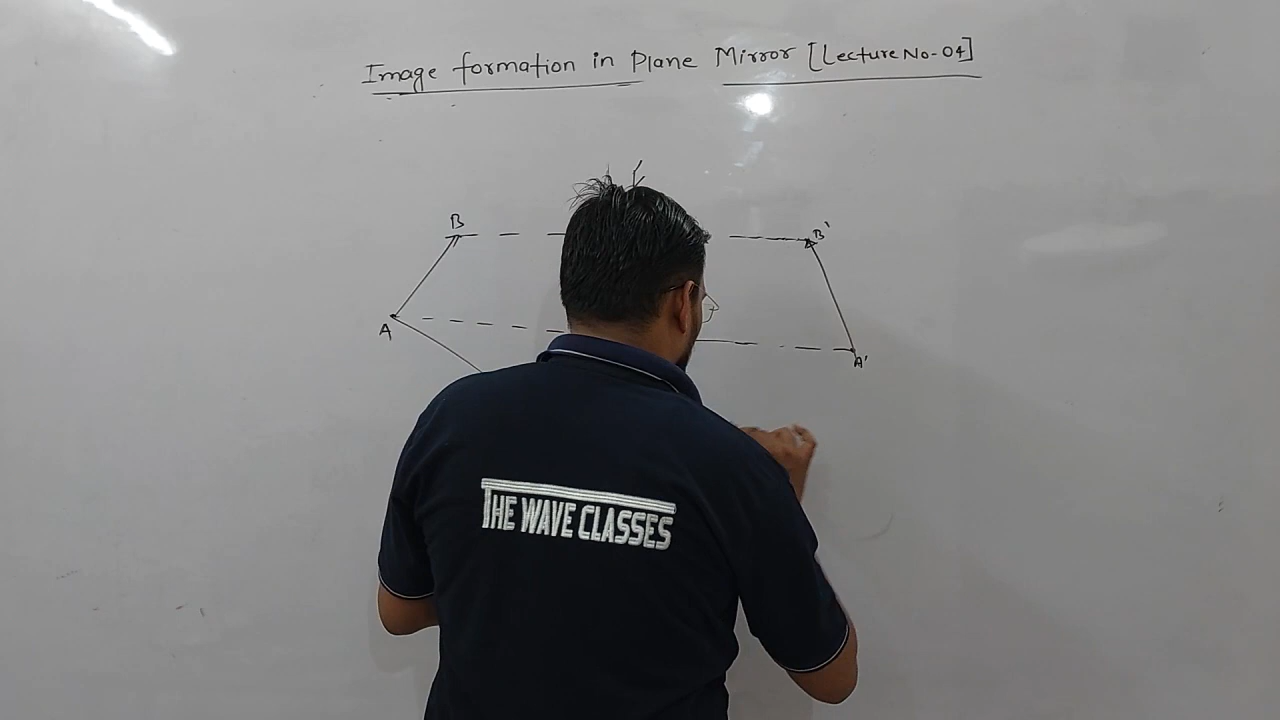 Image formation in Plane Mirror [Lecture No-04]
B
B'
A
A'
THE WAVE CLASSES